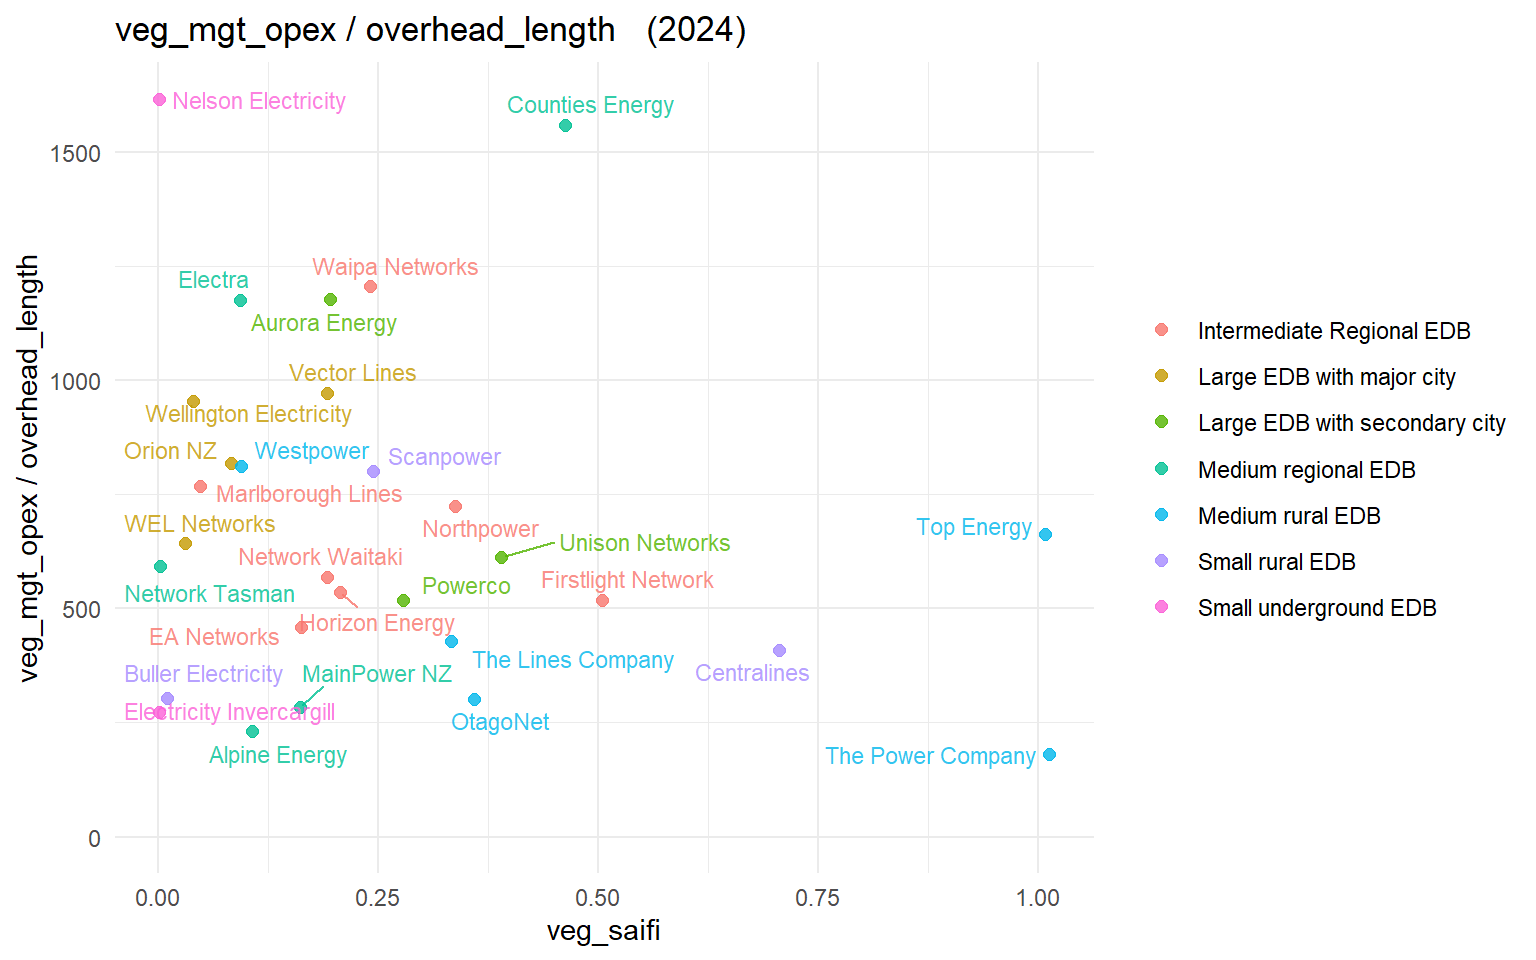 veg_mgt_opex / overhead_length (2024)
veg_mgt_opex / overhead_length
1500
1000
500
0
Nelson Electricity
Counties Energy
Waipa Networks
Electra
Aurora Energy
Vector Lines
Wellington Electricity
Orion NZ
Westpower
Scanpower
Marlborough Lines
WEL Networks
Northpower
Top Energy
Unison Networks
Network Waitaki
Firstlight Network
Powerco
Network Tasman
Horizon Energy
EA Networks
The Lines Company
Buller Electricity
MainPower NZ
Centralines
Electricity Invercargill
OtagoNet
Alpine Energy
The Power Company
0.00
0.25
0.50
0.75
1.00
veg_saifi
Intermediate Regional EDB
Large EDB with major city
Large EDB with secondary city
Medium regional EDB
Medium rural EDB
Small rural EDB
Small underground EDB